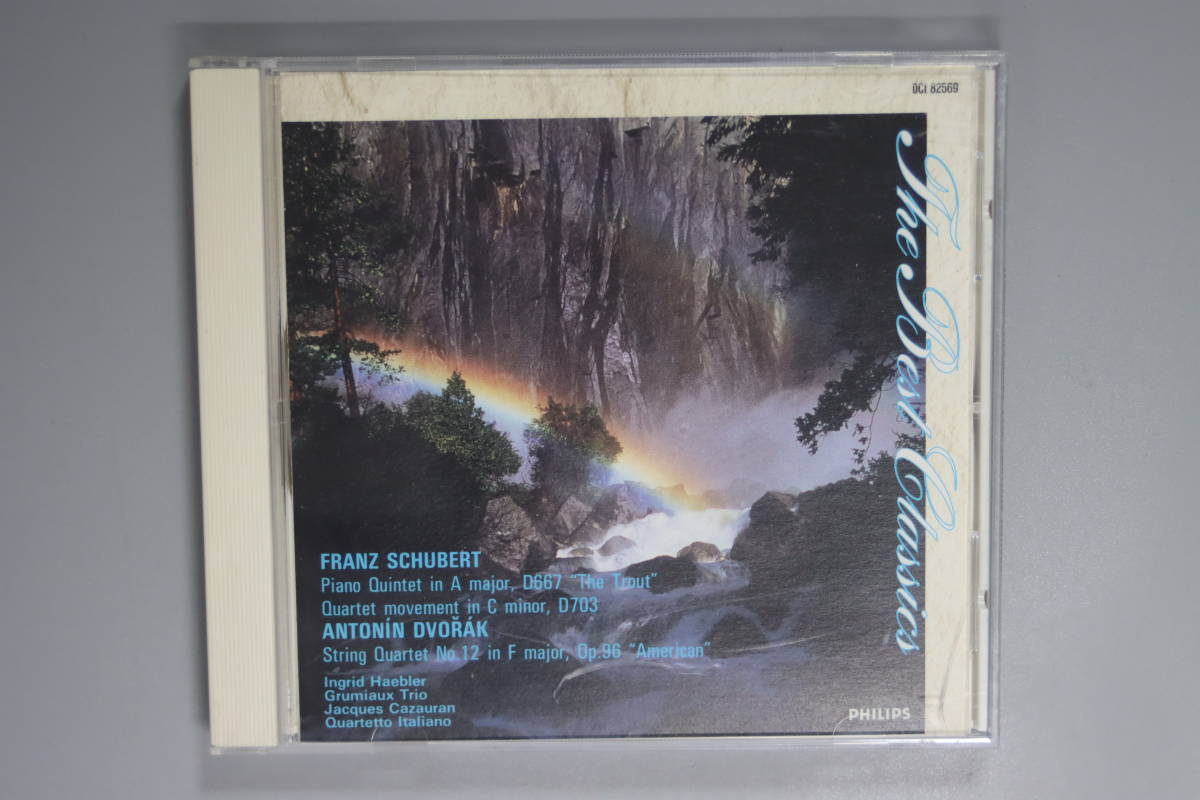 DCI 82569
The Best Classics
FRANZ SCHUBERT
Piano Quintet in A major, D667 "The Trout"
Quartet movement in C minor, D703
ANTONÍN DVOŘÁK
String Quartet No.12 in F major, Op.96 "American"
Ingrid Haebler
Grumiaux Trio
Jacques Cazauran
Quartetto Italiano
PHILIPS